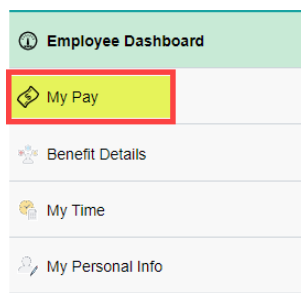 Employee Dashboard
My Pay
Benefit Details
My Time
My Personal Info